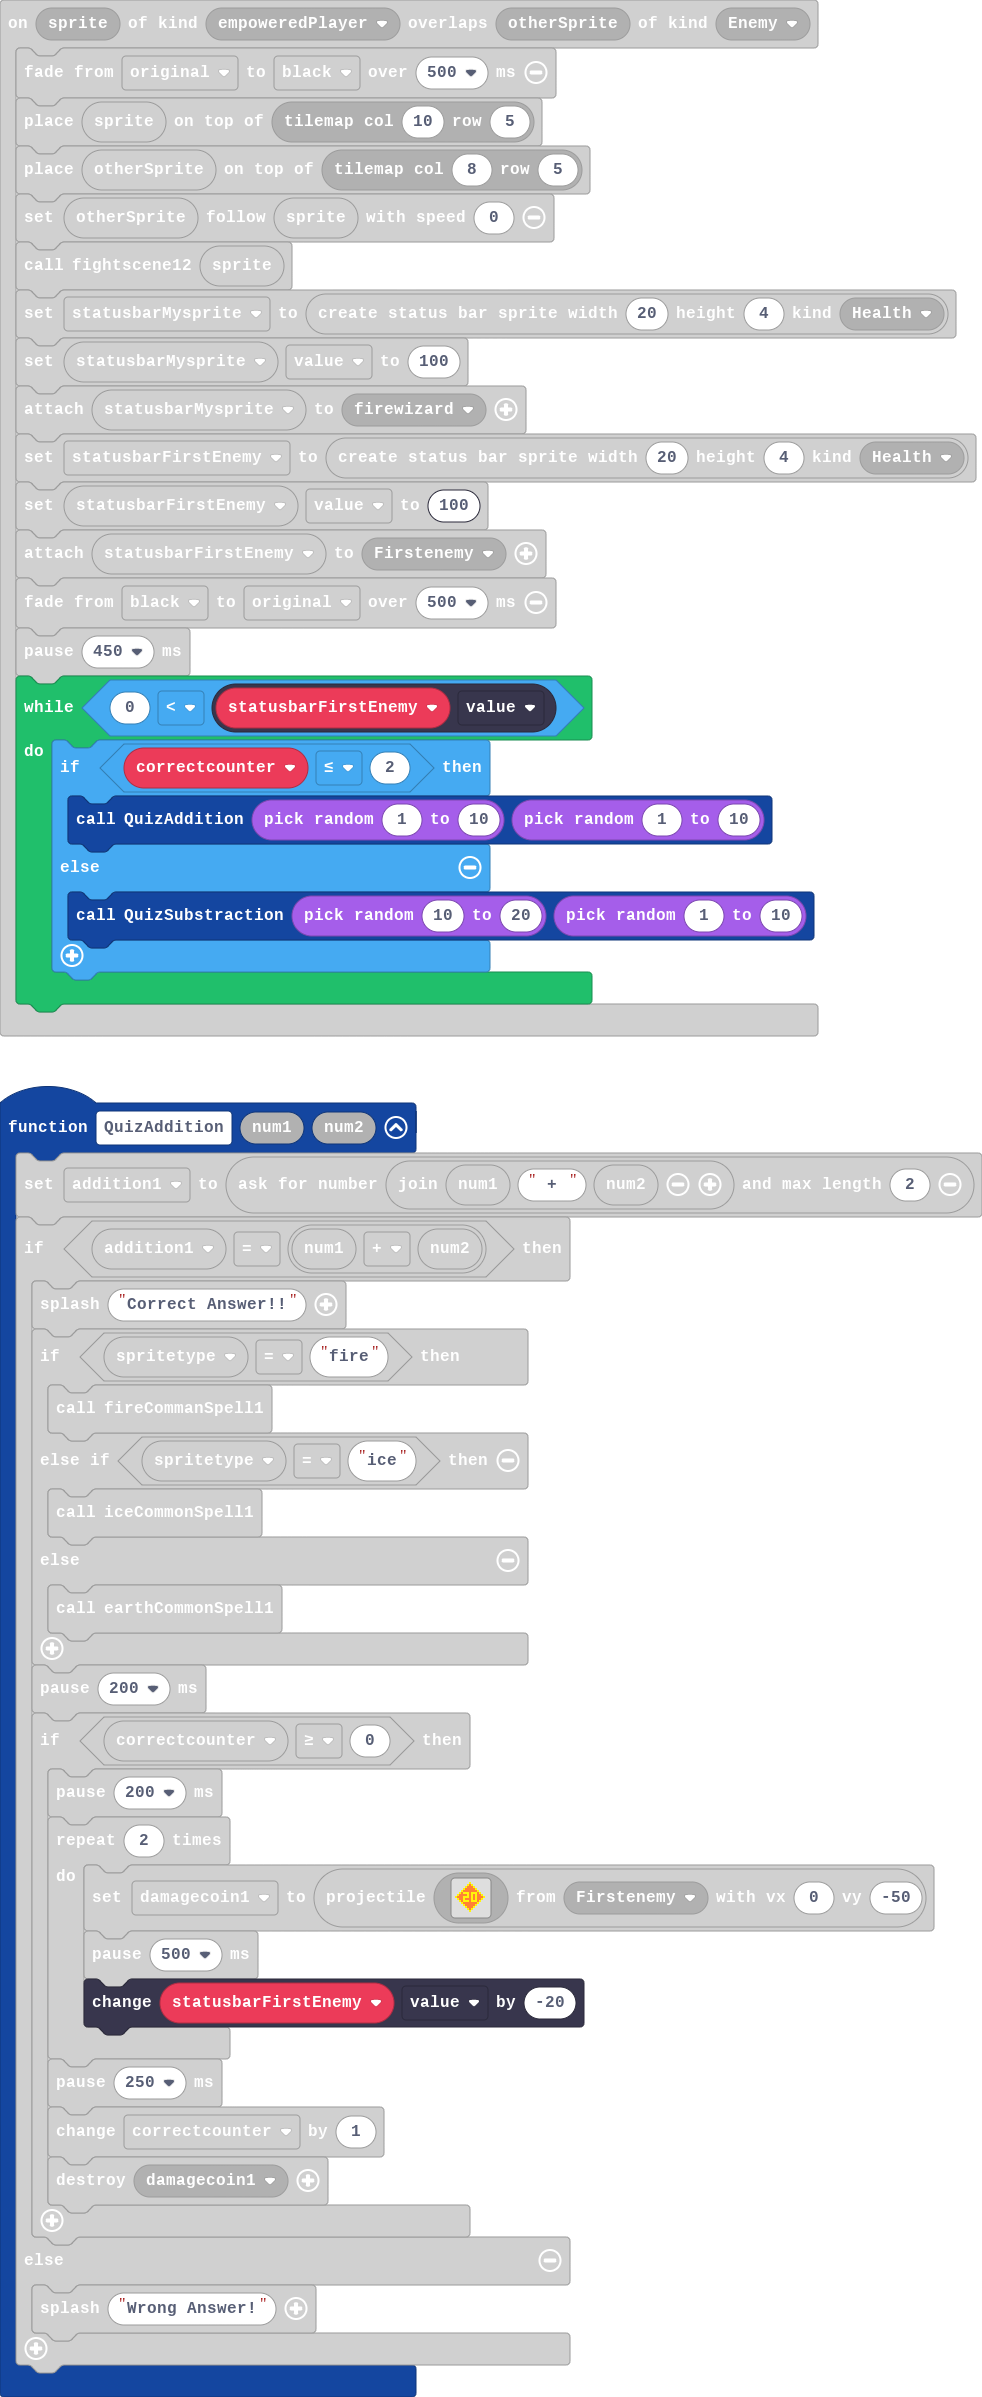 on sprite of kind empoweredPlayer overlaps otherSprite of kind Enemy
fade from original to black over 500 ms
place sprite on top of tilemap col 10 row 5
place otherSprite on top of tilemap col 8 row 5
set otherSprite follow sprite with speed 0
call fightscene12 sprite
set statusbarMysprite to create status bar sprite width 20 height 4 kind Health
set statusbarMysprite value to 100
attach statusbarMysprite to firewizard
set statusbarFirstEnemy to create status bar sprite width 20 height 4 kind Health
set statusbarFirstEnemy value to 100
attach statusbarFirstEnemy to Firstenemy
fade from black to original over 500 ms
pause 450 ms
while 0 < statusbarFirstEnemy value
do
if correctcounter ≤ 2 then
call QuizAddition pick random 1 to 10 pick random 1 to 10
else
call QuizSubstraction pick random 10 to 20 pick random 1 to 10
function QuizAddition num1 num2
set addition1 to ask for number join num1 " + " num2 and max length 2
if addition1 = num1 + num2 then
splash "Correct Answer!!"
if spritetype = "fire" then
call fireCommanSpell1
else if spritetype = "ice" then
call iceCommonSpell1
else
call earthCommonSpell1
pause 200 ms
if correctcounter ≥ 0 then
pause 200 ms
repeat 2 times
do
set damagecoin1 to projectile 20 from Firstenemy with vx 0 vy -50
pause 500 ms
change statusbarFirstEnemy value by -20
pause 250 ms
change correctcounter by 1
destroy damagecoin1
else
splash "Wrong Answer!"